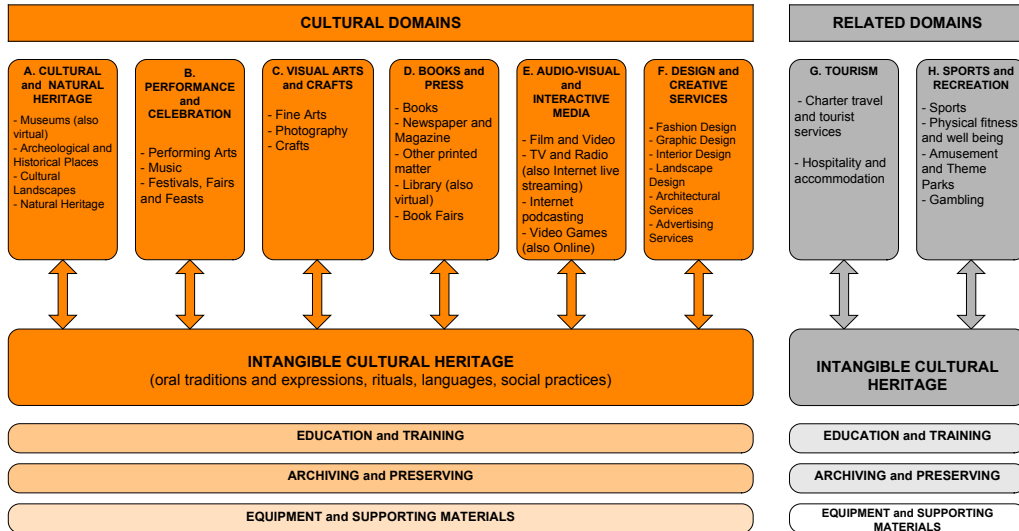 CULTURAL DOMAINS
RELATED DOMAINS
A. CULTURAL
and NATURAL
HERITAGE
- Museums (also
virtual)
- Archeological and
Historical Places
- Cultural
Landscapes
- Natural Heritage
B.
PERFORMANCE
and
CELEBRATION
- Performing Arts
- Music
- Festivals, Fairs
and Feasts
C. VISUAL ARTS
and CRAFTS
- Fine Arts
- Photography
- Crafts
D. BOOKS and
PRESS
- Books
- Newspaper and
Magazine
- Other printed
matter
- Library (also
virtual)
- Book Fairs
E. AUDIO-VISUAL
and
INTERACTIVE
MEDIA
- Film and Video
- TV and Radio
(also Internet live
streaming)
- Internet
podcasting
- Video Games
(also Online)
F. DESIGN and
CREATIVE
SERVICES
- Fashion Design
- Graphic Design
- Interior Design
- Landscape
Design
- Architectural
Services
- Advertising
Services
G. TOURISM
- Charter travel
and tourist
services
- Hospitality and
accommodation
H. SPORTS and
RECREATION
- Sports
- Physical fitness
and well being
- Amusement
and Theme
Parks
- Gambling
INTANGIBLE CULTURAL HERITAGE
(oral traditions and expressions, rituals, languages, social practices)
INTANGIBLE CULTURAL
HERITAGE
EDUCATION and TRAINING
EDUCATION and TRAINING
ARCHIVING and PRESERVING
ARCHIVING and PRESERVING
EQUIPMENT and SUPPORTING MATERIALS
EQUIPMENT and SUPPORTING
MATERIALS